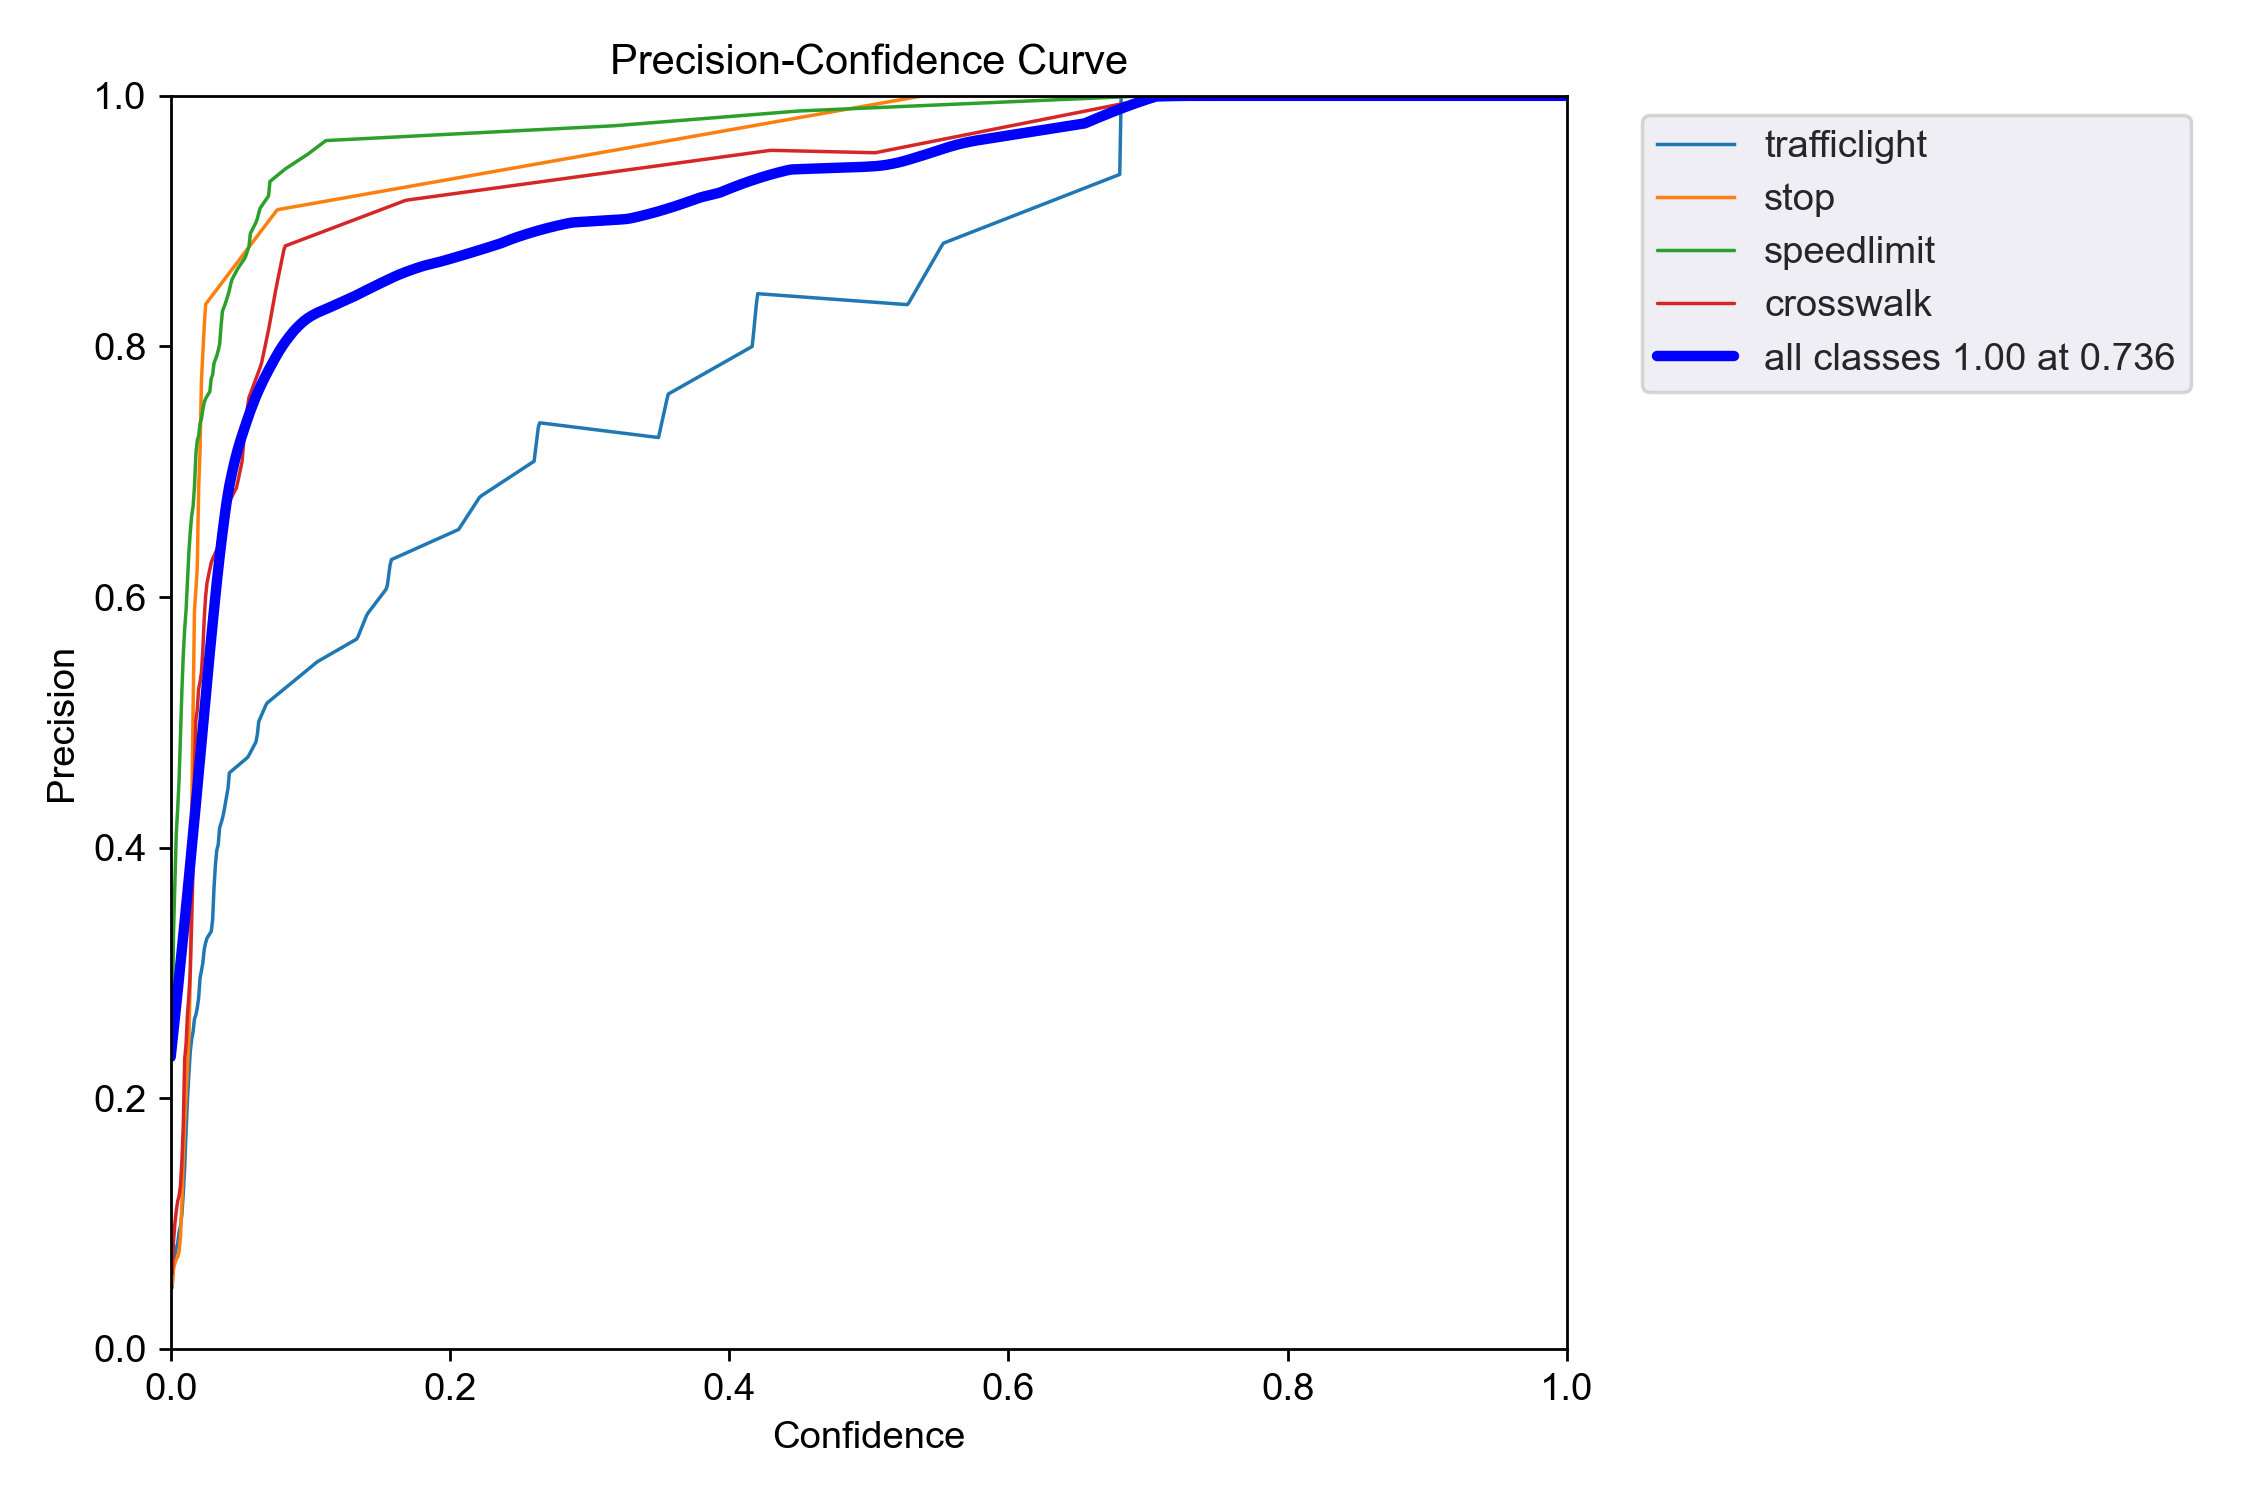 Precision-Confidence Curve
1.0
0.8
0.6
0.4
0.2
0.0
Precision
0.0 0.2 0.4 0.6 0.8 1.0
Confidence
trafficlight
stop
speedlimit
crosswalk
all classes 1.00 at 0.736